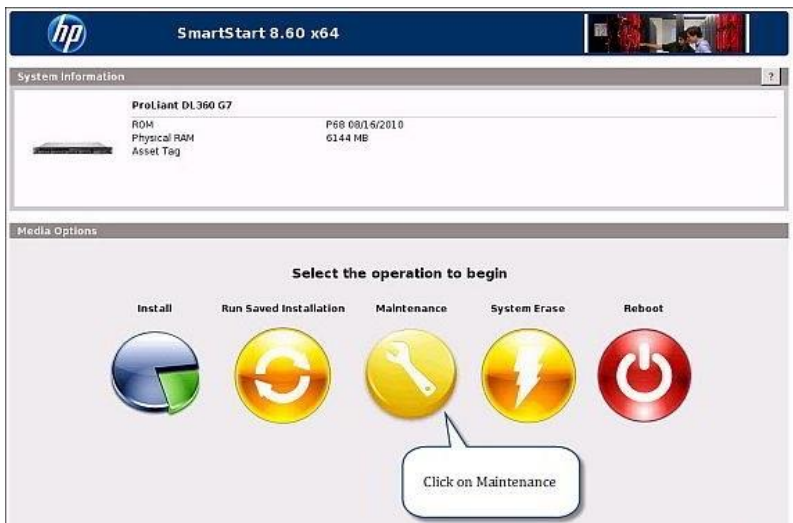 hp
SmartStart 8.60 x64
System Information
?
ProLiant DL360 G7
ROM P68 08/16/2010
Physical RAM 6144 MB
Asset Tag
Media Options
Select the operation to begin
Install Run Saved Installation Maintenance System Erase Reboot
Click on Maintenance